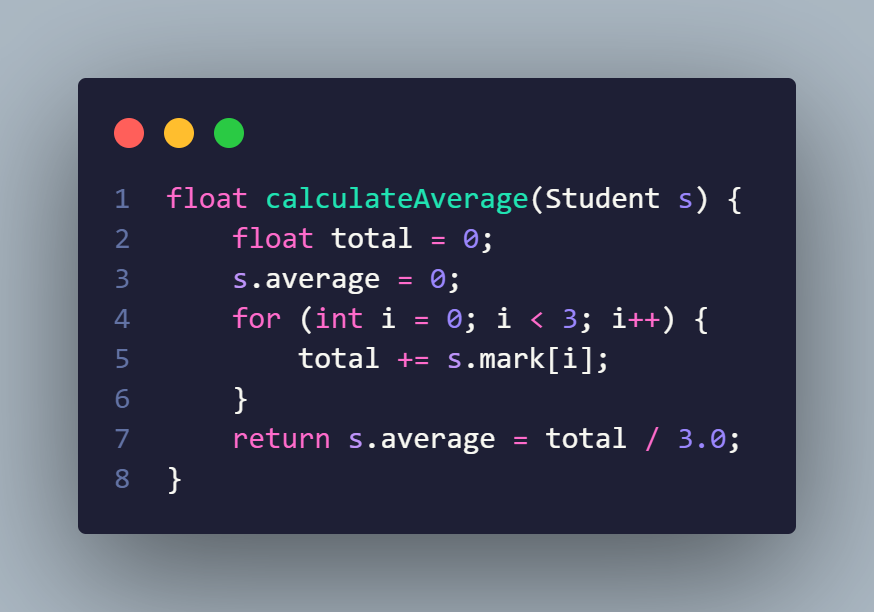 1 float calculateAverage(Student s) {
2     float total = 0;
3     s.average = 0;
4     for (int i = 0; i < 3; i++) {
5         total += s.mark[i];
6     }
7     return s.average = total / 3.0;
8 }